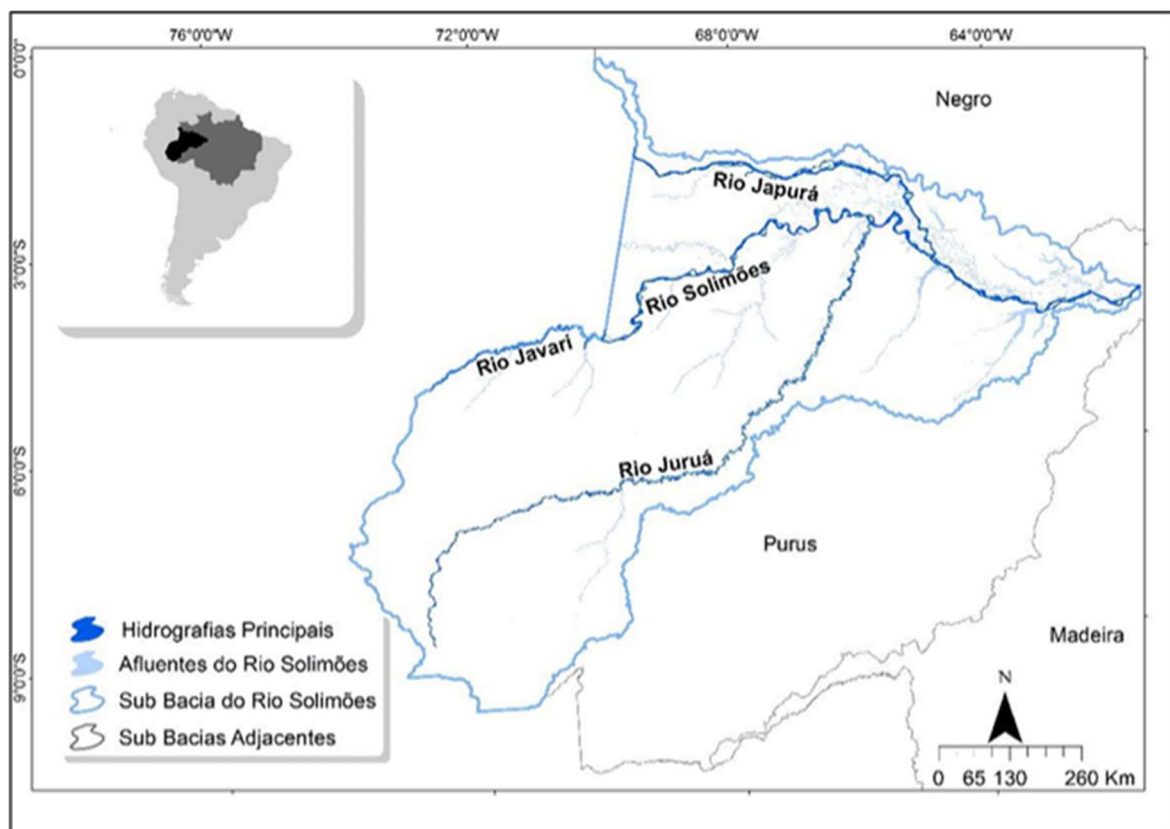 76°0'0"W 72°0'0"W 68°0'0"W 64°0'0"W
0°0'0"
Negro
Rio Japurá
3°0'0"S
Rio Solimões
Rio Javari
6°0'0"S
Rio Juruá
Purus
Hidrografias Principais
Madeira
Afluentes do Rio Solimões
9°0'0"S
N
Sub Bacia do Rio Solimões
Sub Bacias Adjacentes
0 65 130 260 Km